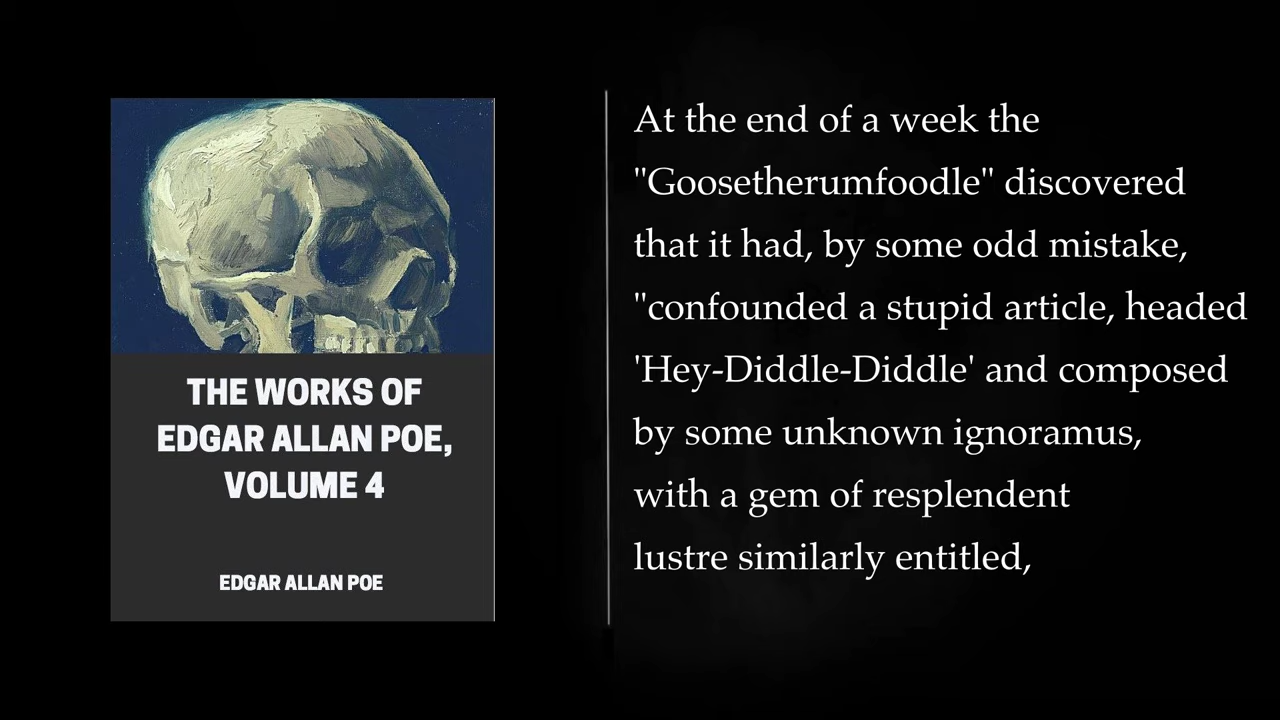 THE WORKS OF
EDGAR ALLAN POE,
VOLUME 4
EDGAR ALLAN POE
At the end of a week the
"Goosetherumfoodle" discovered
that it had, by some odd mistake,
"confounded a stupid article, headed
'Hey-Diddle-Diddle' and composed
by some unknown ignoramus,
with a gem of resplendent
lustre similarly entitled,